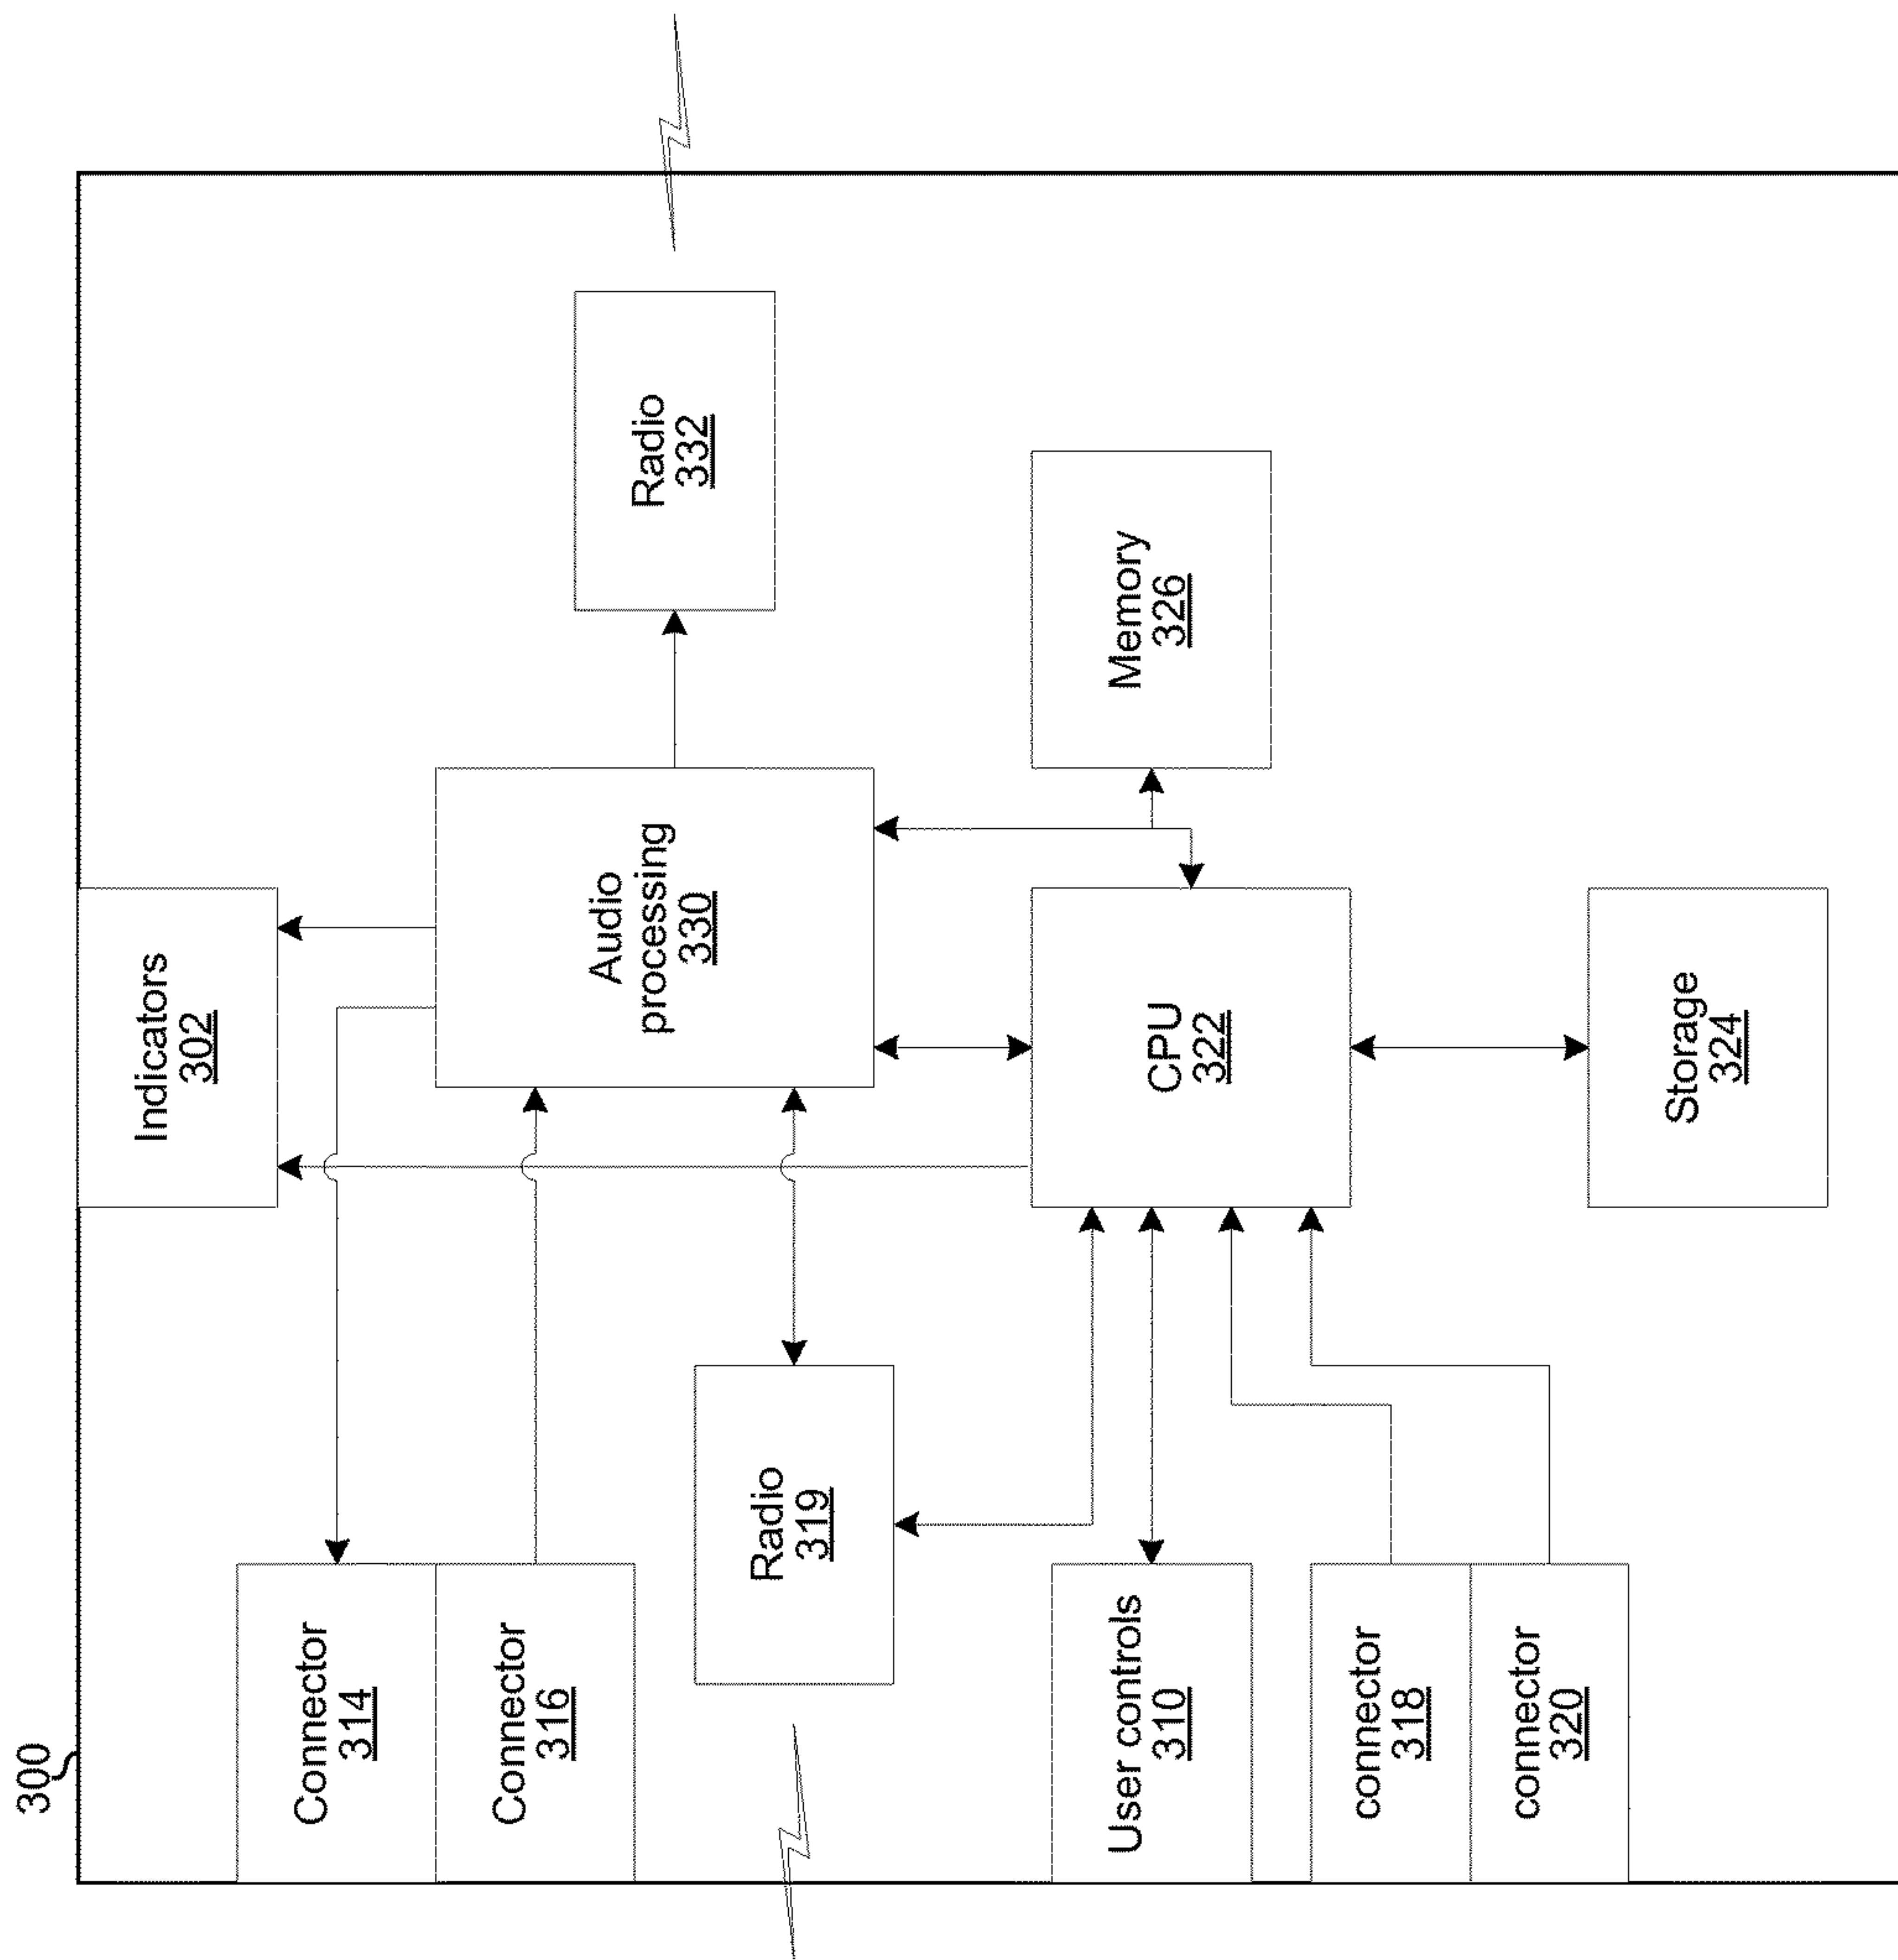 300
Indicators
302
Connector
314
Connector
316
Audio
processing
330
Radio
332
Radio
319
User controls
310
CPU
322
Memory
326
connector
318
connector
320
Storage
324